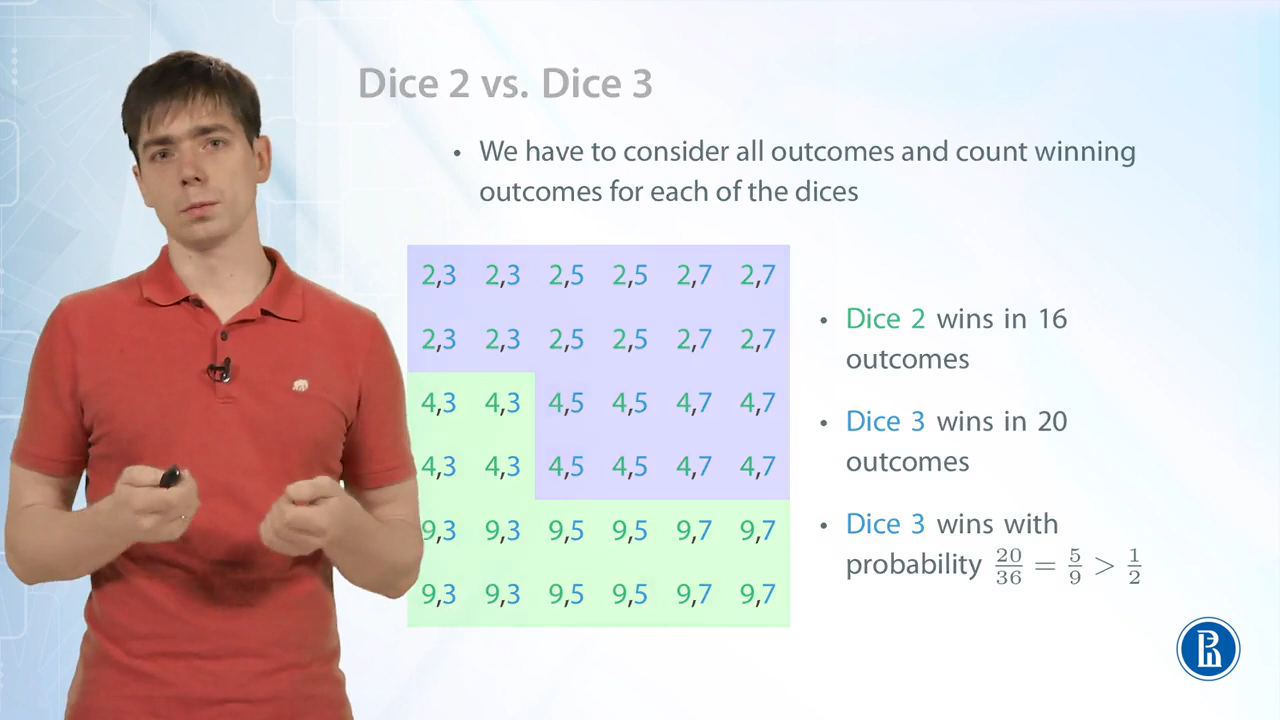 Dice 2 vs. Dice 3
• We have to consider all outcomes and count winning
outcomes for each of the dices
2,3 2,3 2,5 2,5 2,7 2,7
2,3 2,3 2,5 2,5 2,7 2,7
4,3 4,3 4,5 4,5 4,7 4,7
4,3 4,3 4,5 4,5 4,7 4,7
9,3 9,3 9,5 9,5 9,7 9,7
9,3 9,3 9,5 9,5 9,7 9,7
• Dice 2 wins in 16
outcomes
• Dice 3 wins in 20
outcomes
• Dice 3 wins with
probability 20/36 = 5/9 > 1/2